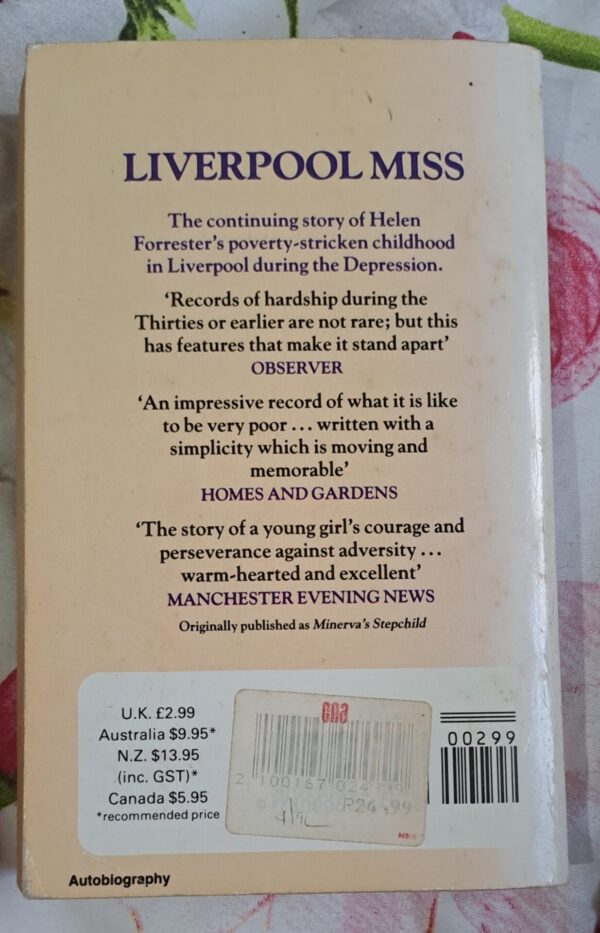 LIVERPOOL MISS
The continuing story of Helen
Forrester's poverty-stricken childhood
in Liverpool during the Depression.
‘Records of hardship during the
Thirties or earlier are not rare; but this
has features that make it stand apart’
OBSERVER
‘An impressive record of what it is like
to be very poor ... written with a
simplicity which is moving and
memorable’
HOMES AND GARDENS
‘The story of a young girl’s courage and
perseverance against adversity ...
warm-hearted and excellent’
MANCHESTER EVENING NEWS
Originally published as Minerva’s Stepchild
U.K. £2.99
Australia $9.95*
N.Z. $13.95
(inc. GST)*
Canada $5.95
*recommended price
cna
2 100167 024999
R24.99
00299
Autobiography